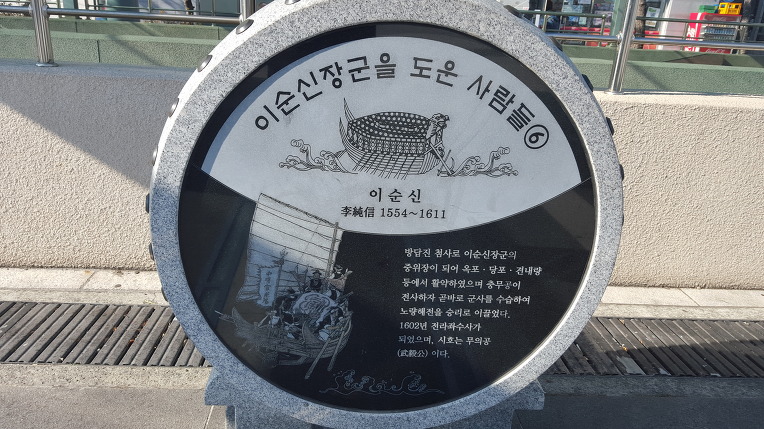 이순신장군을 도운 사람들⑥
이순신
李純信 1554~1611
방답진 첨사로 이순신장군의
중위장이 되어 옥포·당포·견내량
등에서 활약하였으며 충무공이
전사하자 곧바로 군사를 수습하여
노량해전을 승리로 이끌었다.
1602년 전라좌수사가
되었으며, 시호는 무의공
(武毅公) 이다.